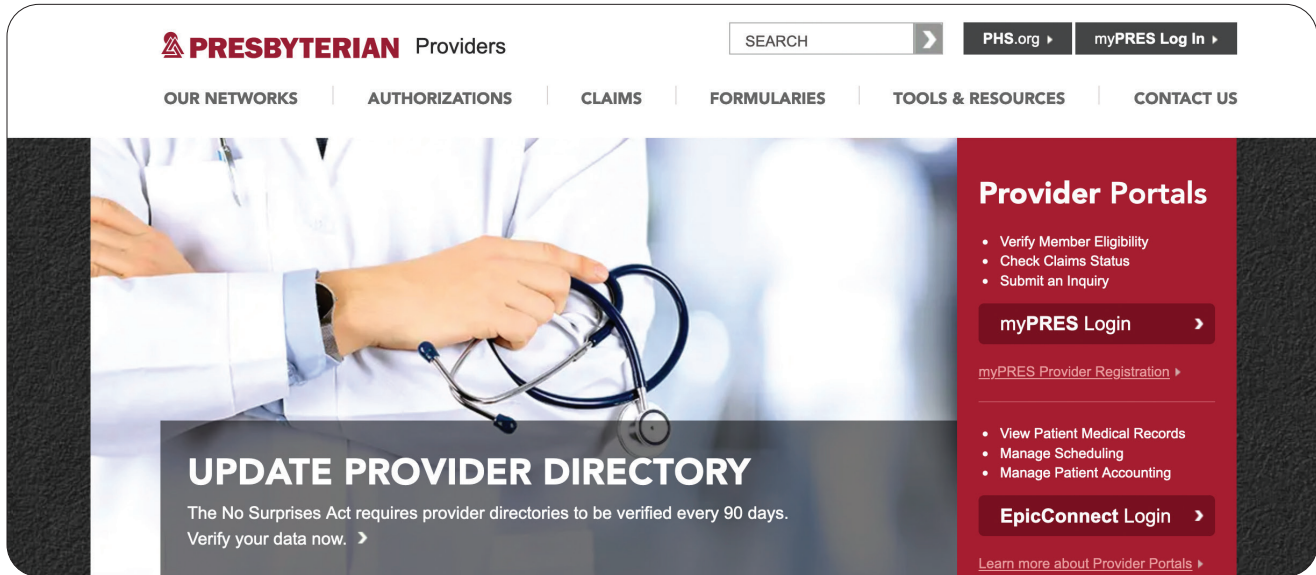 PRESBYTERIAN Providers
SEARCH
PHS.org
myPRES Log In
OUR NETWORKS
AUTHORIZATIONS
CLAIMS
FORMULARIES
TOOLS & RESOURCES
CONTACT US
UPDATE PROVIDER DIRECTORY
The No Surprises Act requires provider directories to be verified every 90 days.
Verify your data now.
Provider Portals
• Verify Member Eligibility
• Check Claims Status
• Submit an Inquiry
myPRES Login
myPRES Provider Registration
• View Patient Medical Records
• Manage Scheduling
• Manage Patient Accounting
EpicConnect Login
Learn more about Provider Portals